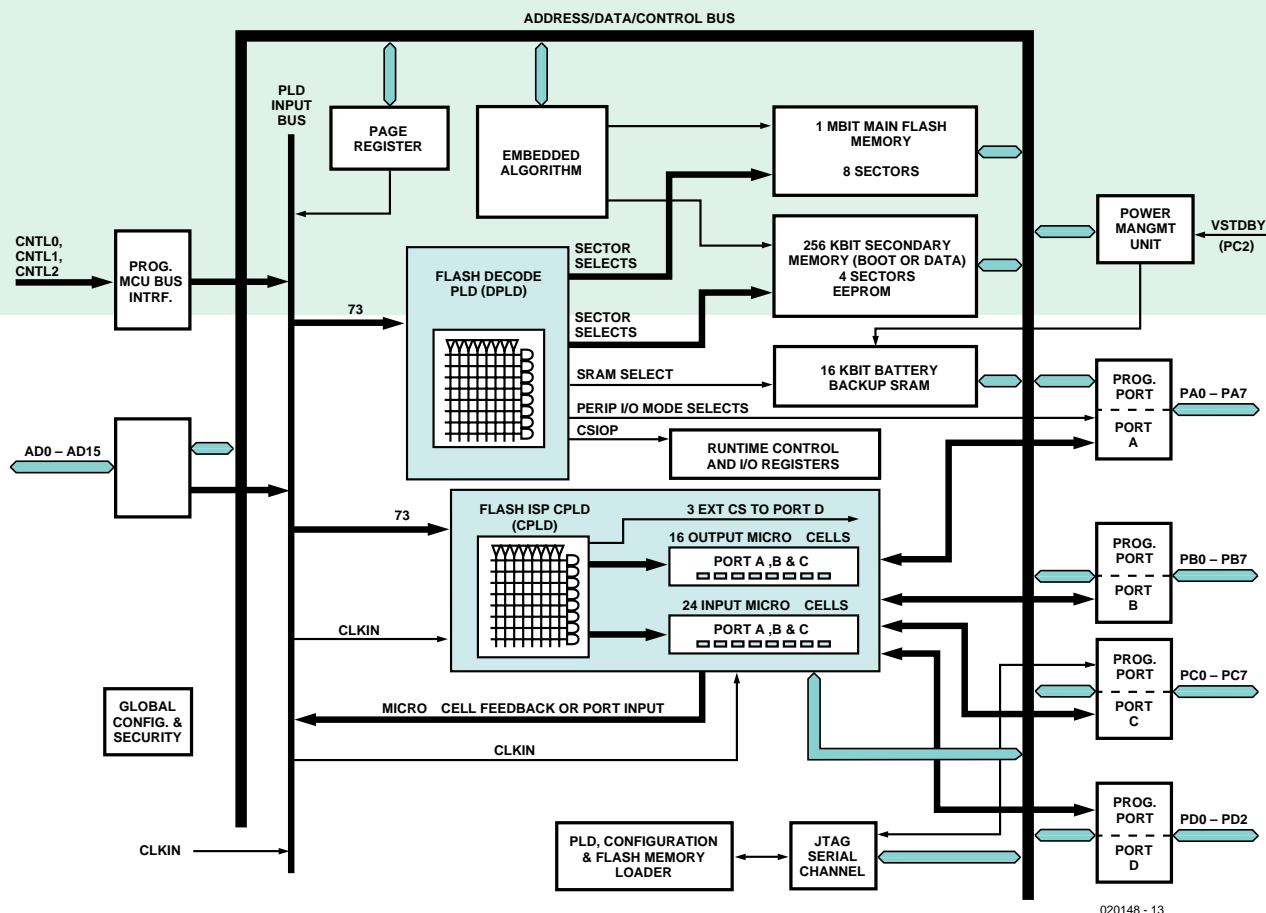 ADDRESS/DATA/CONTROL BUS
PLD
INPUT
BUS
PAGE
REGISTER
EMBEDDED
ALGORITHM
1 MBIT MAIN FLASH
MEMORY
8 SECTORS
POWER
MANGMT
UNIT
VSTDBY
(PC2)
CNTL0,
CNTL1,
CNTL2
PROG.
MCU BUS
INTRF.
FLASH DECODE
PLD (DPLD)
SECTOR
SELECTS
256 KBIT SECONDARY
MEMORY (BOOT OR DATA)
4 SECTORS
EEPROM
73
SECTOR
SELECTS
SRAM SELECT
16 KBIT BATTERY
BACKUP SRAM
PROG.
PORT
PORT
A
PA0 – PA7
PERIP I/O MODE SELECTS
CSIOP
RUNTIME CONTROL
AND I/O REGISTERS
AD0 – AD15
73
FLASH ISP CPLD
(CPLD)
3 EXT CS TO PORT D
16 OUTPUT MICRO CELLS
PORT A ,B & C
24 INPUT MICRO CELLS
PORT A ,B & C
PROG.
PORT
PORT
B
PB0 – PB7
CLKIN
PROG.
PORT
PORT
C
PC0 – PC7
GLOBAL
CONFIG. &
SECURITY
MICRO CELL FEEDBACK OR PORT INPUT
CLKIN
PROG.
PORT
PORT
D
PD0 – PD2
CLKIN
PLD, CONFIGURATION
& FLASH MEMORY
LOADER
JTAG
SERIAL
CHANNEL
020148 - 13